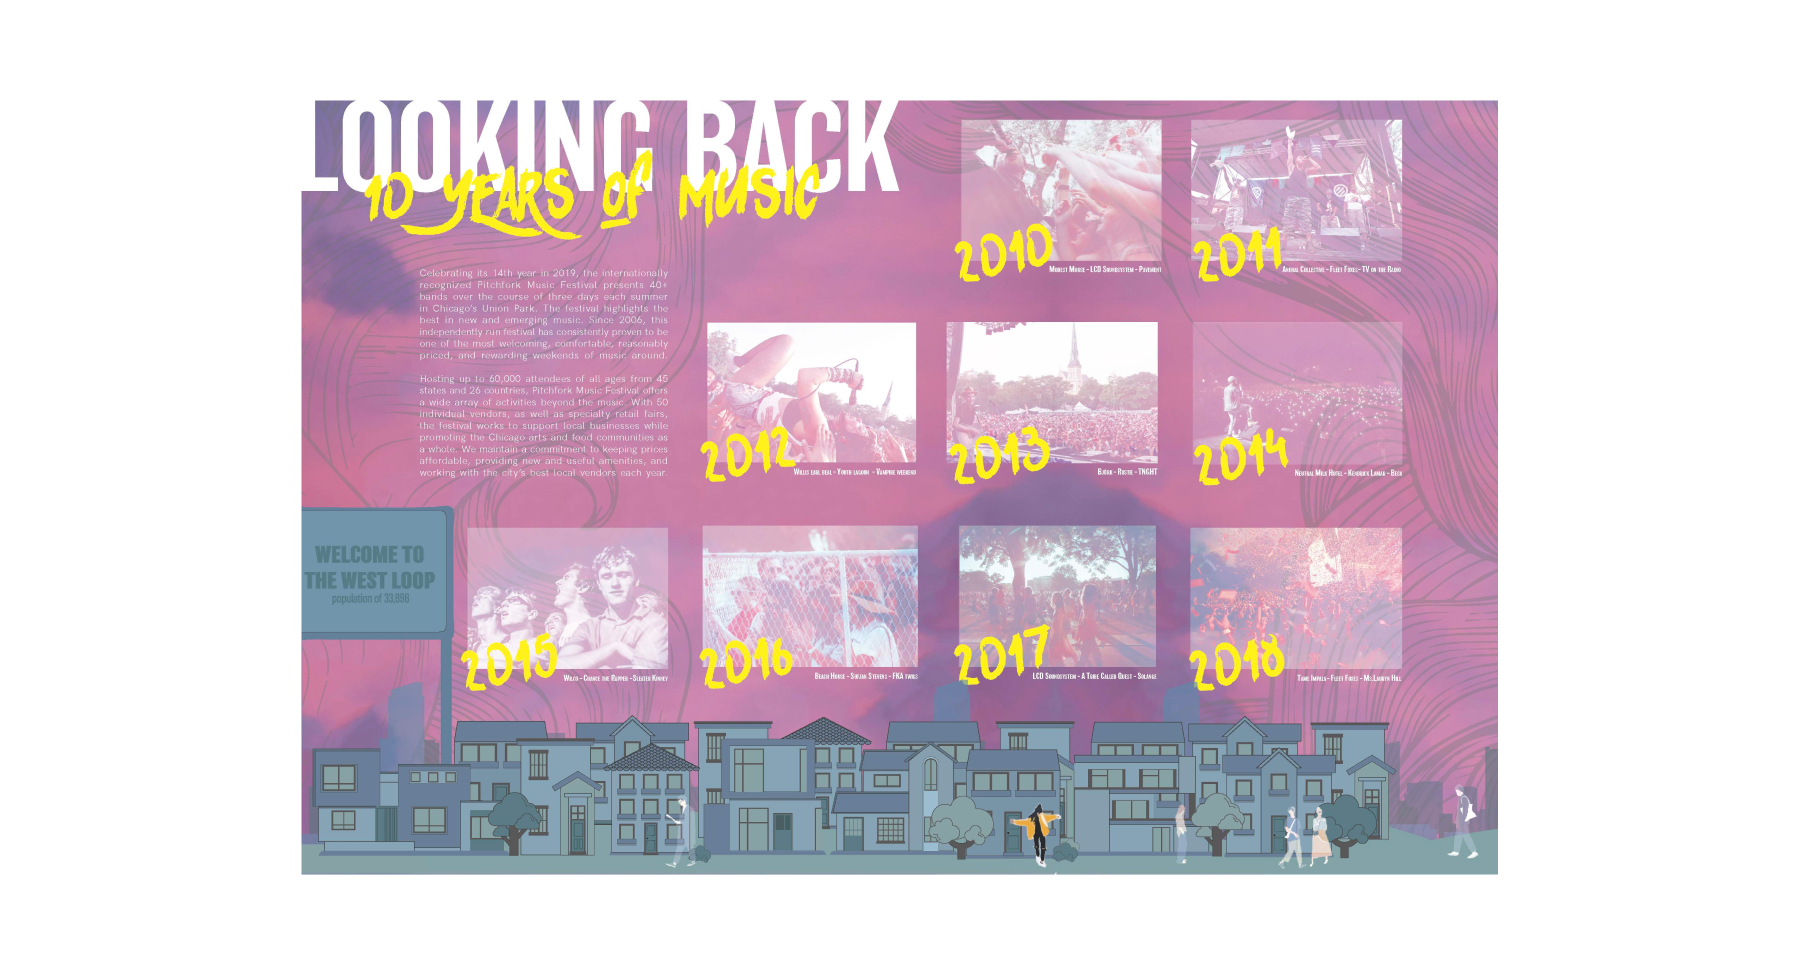 LOOKING BACK
10 YEARS OF MUSIC
Celebrating its 14th year in 2019, the internationally
recognized Pitchfork Music Festival presents 40+
bands over the course of three days each summer
in Chicago's Union Park. The festival highlights the
best in new and emerging music. Since 2006, this
independently run festival has consistently proven to be
one of the most welcoming, comfortable, reasonably
priced, and rewarding weekends of music around.
Hosting up to 60,000 attendees of all ages from 45
states and 26 countries, Pitchfork Music Festival offers
a wide array of activities beyond the music. With 50
individual vendors, as well as specialty retail fairs,
the festival works to support local businesses while
promoting the Chicago arts and food communities as
a whole. We maintain a commitment to keeping prices
affordable, providing new and useful amenities, and
working with the city's best local vendors each year.
2010
Modest Mouse - LCD Soundsystem - Pavement
2011
Animal Collective - Fleet Foxes- TV on the Radio
2012
Willis earl beal - Youth lagoon - Vampire weekend
2013
Björk - Rustie - TNGHT
2014
Neutral Milk Hotel - Kendrick Lamar - Beck
WELCOME TO
THE WEST LOOP
population of 33,896
2015
Wilco - Chance the Rapper -Sleater Kinney
2016
Beach House - Sufjan Stevens - FKA twigs
2017
LCD Soundsystem - A Tribe Called Quest - Solange
2018
Tame Impala- Fleet Foxes - Ms.Lauryn Hill